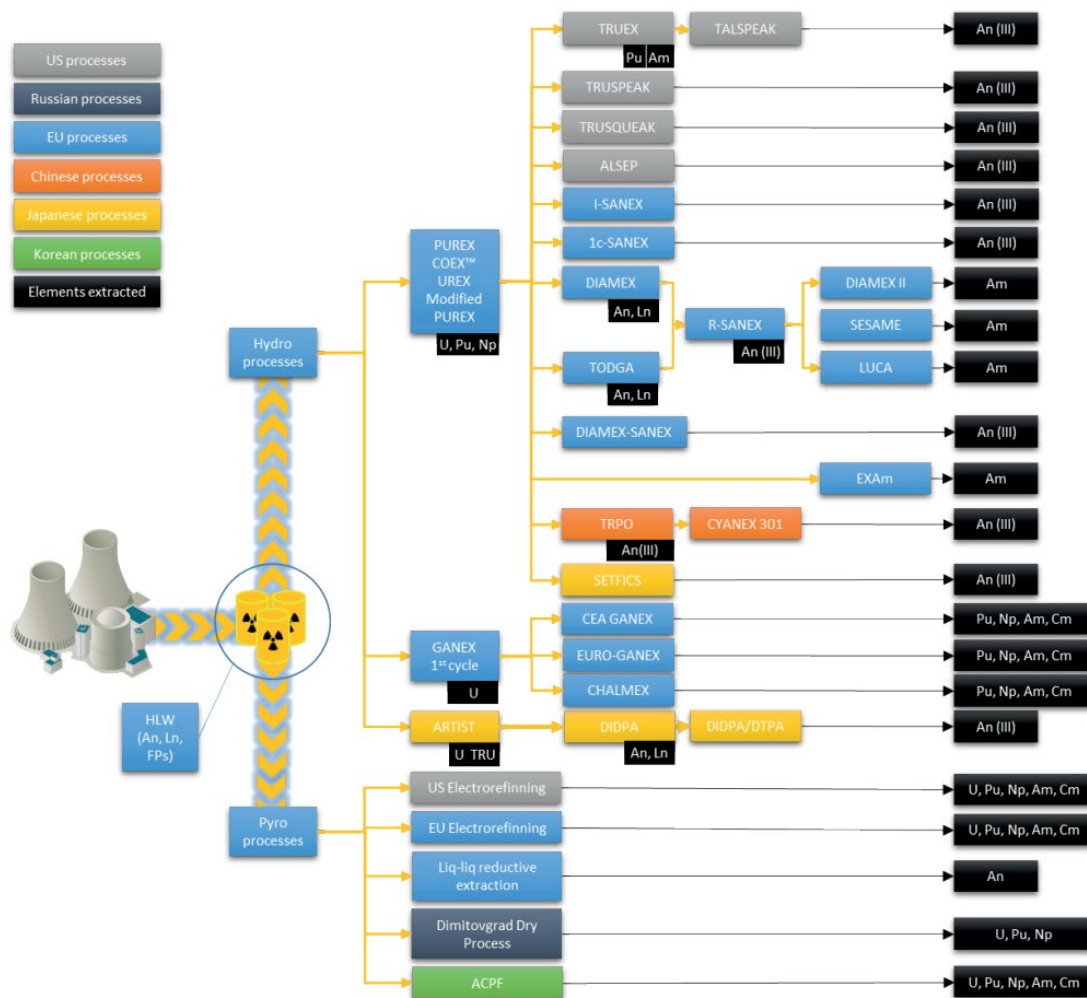 US processes
Russian processes
EU processes
Chinese processes
Japanese processes
Korean processes
Elements extracted
HLW
(An, Ln,
FPs)
Hydro
processes
Pyro
processes
PUREX
COEX™
UREX
Modified
PUREX
U, Pu, Np
TRUEX
Pu Am
TALSPEAK
An (III)
TRUSPEAK
An (III)
TRUSQUEAK
An (III)
ALSEP
An (III)
I-SANEX
An (III)
1c-SANEX
An (III)
DIAMEX
An, Ln
TODGA
An, Ln
R-SANEX
An (III)
DIAMEX II
Am
SESAME
Am
LUCA
Am
DIAMEX-SANEX
An (III)
EXAm
Am
TRPO
An(III)
CYANEX 301
An (III)
SETFICS
An (III)
GANEX
1st cycle
U
CEA GANEX
Pu, Np, Am, Cm
EURO-GANEX
Pu, Np, Am, Cm
CHALMEX
Pu, Np, Am, Cm
ARTIST
U TRU
DIDPA
An, Ln
DIDPA/DTPA
An (III)
US Electrorefinning
U, Pu, Np, Am, Cm
EU Electrorefinning
U, Pu, Np, Am, Cm
Liq-liq reductive
extraction
An
Dimitovgrad Dry
Process
U, Pu, Np
ACPF
U, Pu, Np, Am, Cm